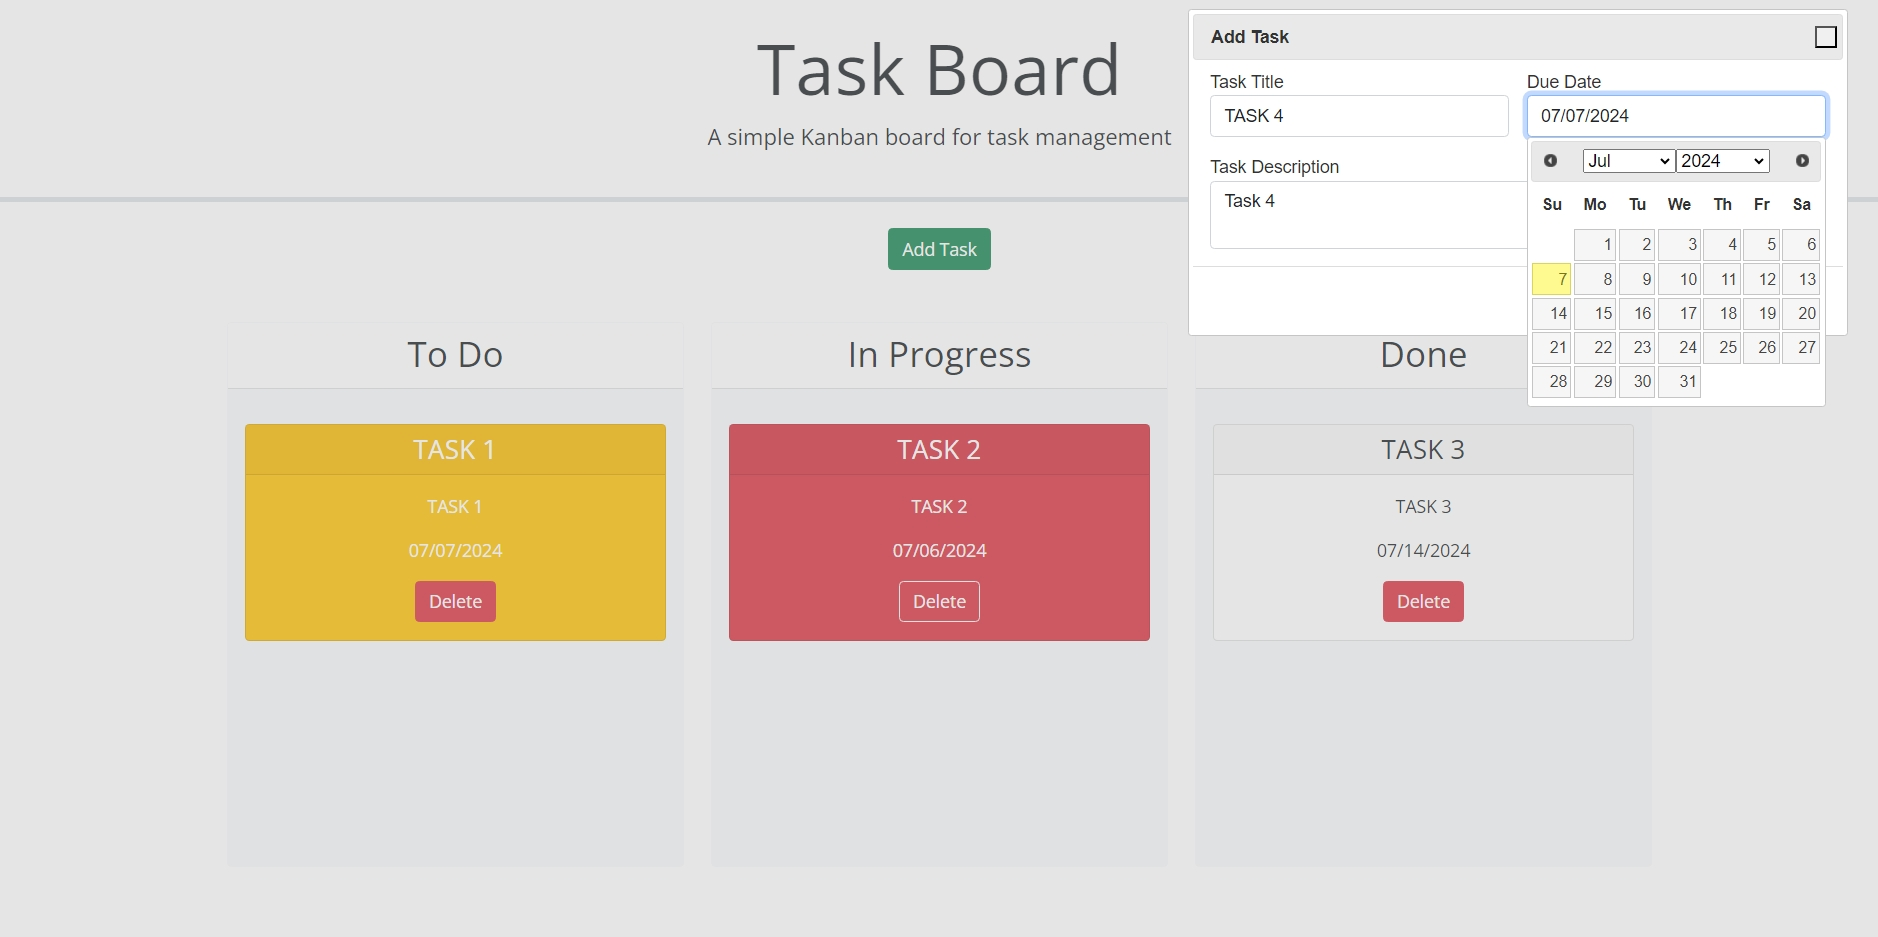 Task Board
A simple Kanban board for task management
Add Task
Add Task
Task Title
Due Date
TASK 4
07/07/2024
Task Description
Task 4
Jul 2024
Su Mo Tu We Th Fr Sa
1 2 3 4 5 6
7 8 9 10 11 12 13
14 15 16 17 18 19 20
21 22 23 24 25 26 27
28 29 30 31
To Do
TASK 1
TASK 1
07/07/2024
Delete
In Progress
TASK 2
TASK 2
07/06/2024
Delete
Done
TASK 3
TASK 3
07/14/2024
Delete